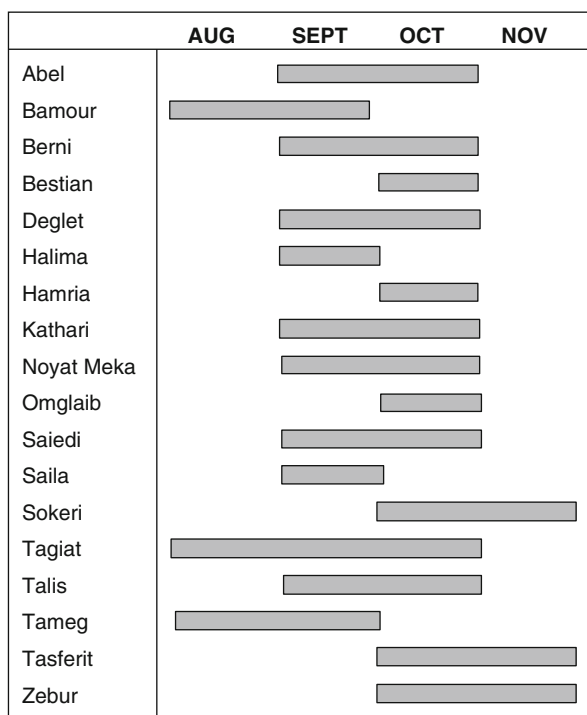 AUG SEPT OCT NOV
Abel
Bamour
Berni
Bestian
Deglet
Halima
Hamria
Kathari
Noyat Meka
Omglaib
Saiedi
Saila
Sokeri
Tagiat
Talis
Tameg
Tasferit
Zebur